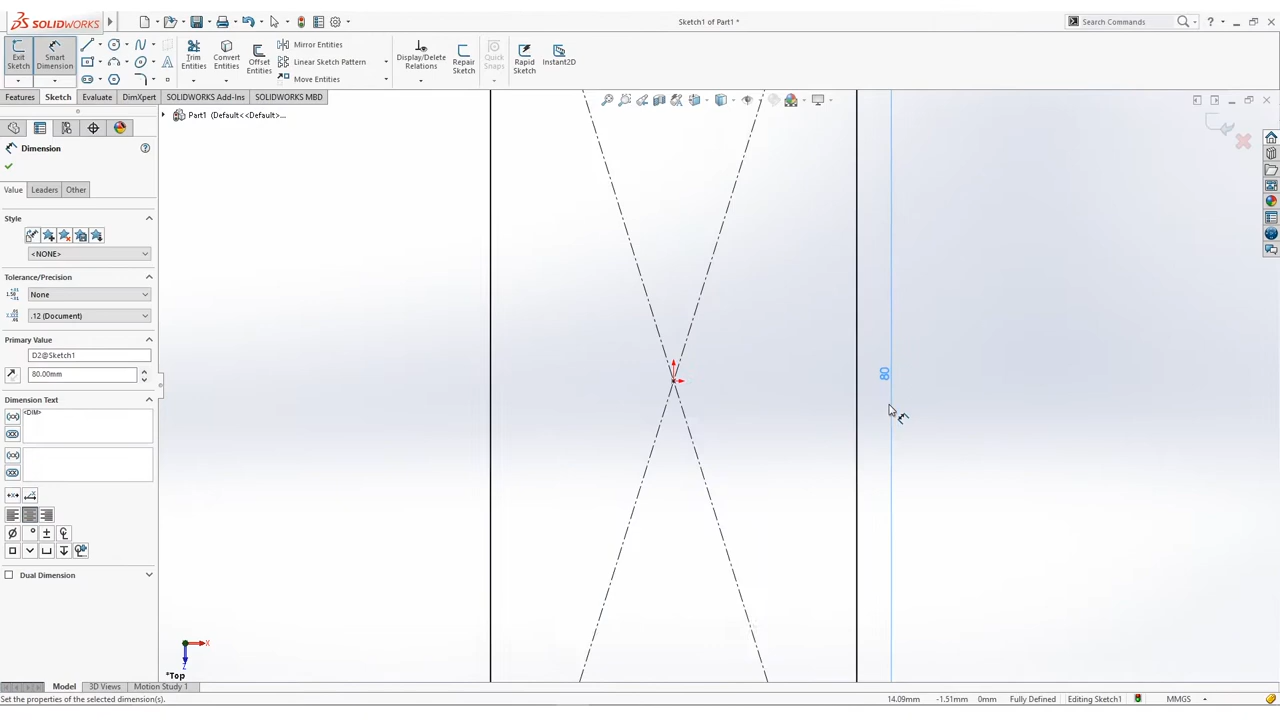 SOLIDWORKS
Sketch1 of Part1 *
Search Commands
?
Exit Sketch
Smart Dimension
Trim Entities
Convert Entities
Offset Entities
Mirror Entities
Linear Sketch Pattern
Move Entities
Display/Delete Relations
Repair Sketch
Quick Snaps
Rapid Sketch
Instant2D
Features
Sketch
Evaluate
DimXpert
SOLIDWORKS Add-Ins
SOLIDWORKS MBD
Part1 (Default<<Default>...
Dimension
Value
Leaders
Other
Style
<NONE>
Tolerance/Precision
None
.12 (Document)
Primary Value
D2@Sketch1
80.00mm
Dimension Text
<DIM>
Dual Dimension
80
X
Z
*Top
Model
3D Views
Motion Study 1
Set the properties of the selected dimension(s).
14.09mm
-1.51mm
0mm
Fully Defined
Editing Sketch1
MMGS